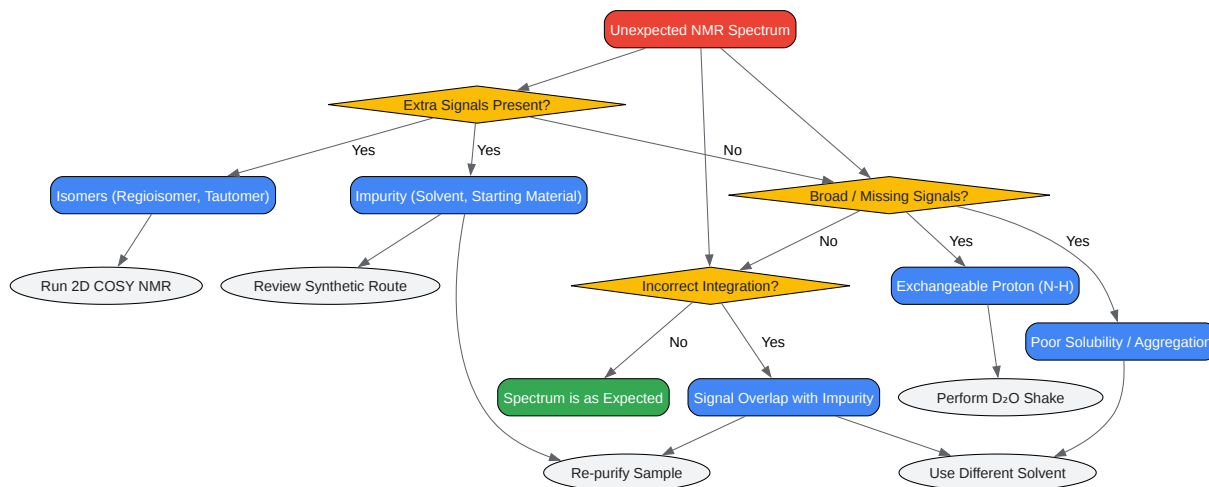 Unexpected NMR Spectrum
Extra Signals Present?
Yes
Yes
No
Isomers (Regioisomer, Tautomer)
Impurity (Solvent, Starting Material)
Broad / Missing Signals?
No
Yes
Yes
Run 2D COSY NMR
Review Synthetic Route
Incorrect Integration?
Exchangeable Proton (N-H)
No
Yes
Poor Solubility / Aggregation
Spectrum is as Expected
Signal Overlap with Impurity
Perform D₂O Shake
Re-purify Sample
Use Different Solvent